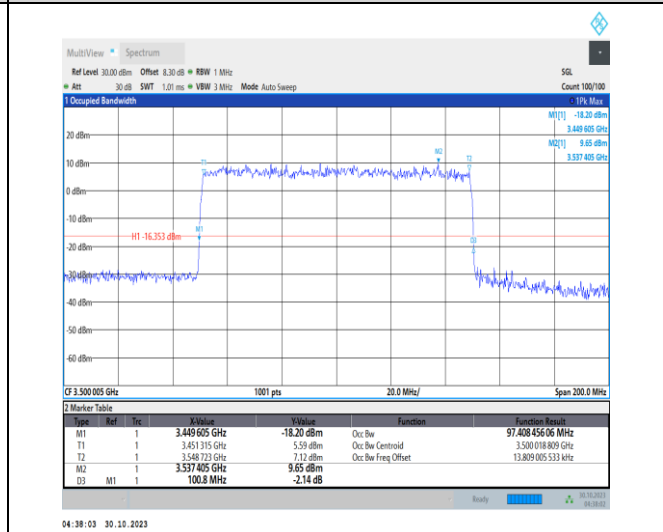 MultiView Spectrum
Ref Level 30.00 dBm Offset 8.30 dB RBW 1 MHz SGL
Att 30 dB SWT 1.01 ms VBW 3 MHz Mode Auto Sweep Count 100/100
1 Occupied Bandwidth 1Pk Max
M1[1] -18.20 dBm
3.449 605 GHz
M2[1] 9.65 dBm
3.537 405 GHz
20 dBm
10 dBm
0 dBm
-10 dBm
-20 dBm
-30 dBm
-40 dBm
-50 dBm
-60 dBm
H1 -16.353 dBm
M1
T1
M2
T2
D3
CF 3.500 005 GHz 1001 pts 20.0 MHz/ Span 200.0 MHz
2 Marker Table
Type Ref Trc X-Value Y-Value Function Function Result
M1 1 3.449 605 GHz -18.20 dBm Occ Bw 97.408 456 06 MHz
T1 1 3.451 315 GHz 5.59 dBm Occ Bw Centroid 3.500 018 809 GHz
T2 1 3.548 723 GHz 7.12 dBm Occ Bw Freq Offset 13.809 005 533 kHz
M2 1 3.537 405 GHz 9.65 dBm
D3 M1 1 100.8 MHz -2.14 dB
Ready 30.10.2023
04:38:02
04:38:03 30.10.2023